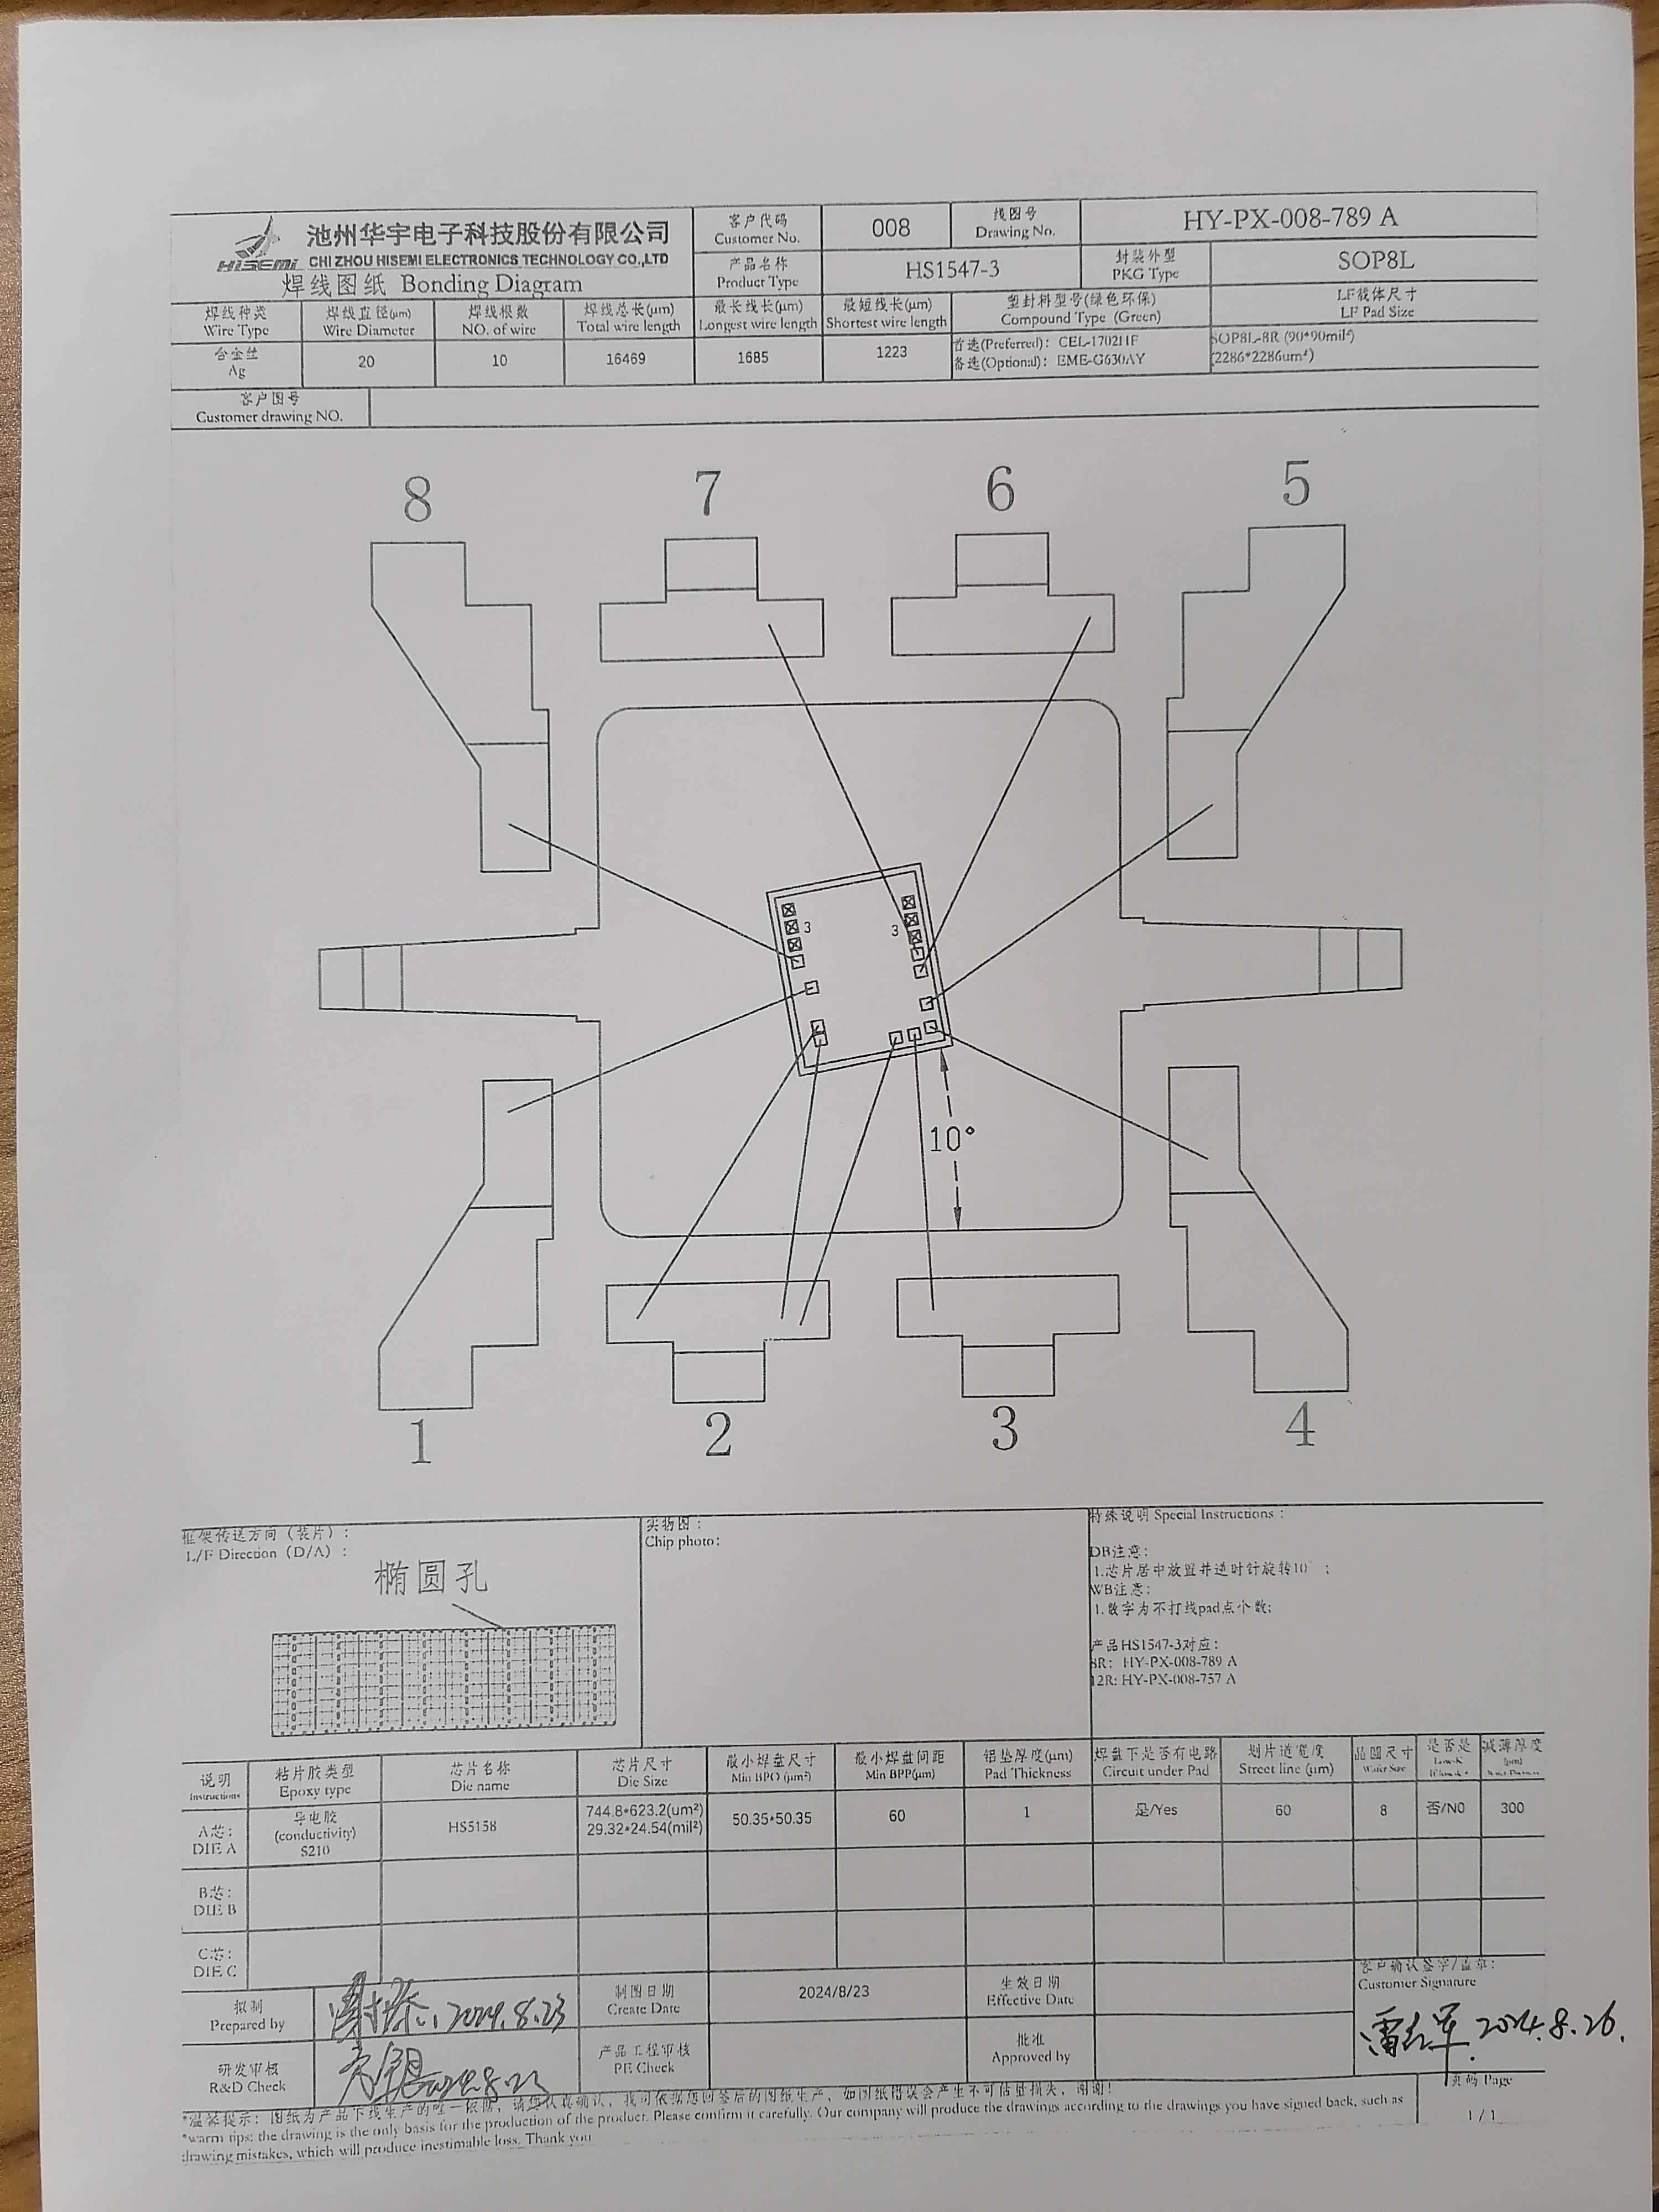 HiSEMi
池州华宇电子科技股份有限公司
CHI ZHOU HISEMI ELECTRONICS TECHNOLOGY CO.,LTD
焊线图纸 Bonding Diagram
客户代码
Customer No.
008
线图号
Drawing No.
HY-PX-008-789 A
产品名称
Product Type
HS1547-3
封装外型
PKG Type
SOP8L
焊线种类
Wire Type
焊线直径(μm)
Wire Diameter
焊线根数
NO. of wire
焊线总长(μm)
Total wire length
最长线长(μm)
Longest wire length
最短线长(μm)
Shortest wire length
塑封料型号(绿色环保)
Compound Type (Green)
LF载体尺寸
LF Pad Size
合金丝
Ag
20
10
16469
1685
1223
首选(Preferred): CEL-1702HF
备选(Optional): EME-G630AY
SOP8L-8R (90*90mil²)
(2286*2286um²)
客户图号
Customer drawing NO.
8
7
6
5
3
3
10°
1
2
3
4
框架传送方向(装片):
L/F Direction (D/A):
椭圆孔
实物图:
Chip photo:
特殊说明 Special Instructions :
DB注意:
1.芯片居中放置并逆时针旋转10°;
WB注意:
1.数字为不打线pad点个数;
产品HS1547-3对应:
8R: HY-PX-008-789 A
12R: HY-PX-008-757 A
说明
Instructions
粘片胶类型
Epoxy type
芯片名称
Die name
芯片尺寸
Die Size
最小焊盘尺寸
Min BPO (μm²)
最小焊盘间距
Min BPP(μm)
铝垫厚度(μm)
Pad Thickness
焊盘下是否有电路
Circuit under Pad
划片道宽度
Street line (μm)
晶圆尺寸
Wafer Size
是否是
Low-K
减薄厚度
(μm)
A芯:
DIE A
导电胶
(conductivity)
S210
HS5158
744.8*623.2(um²)
29.32*24.54(mil²)
50.35*50.35
60
1
是/Yes
60
8
否/NO
300
B芯:
DIE B
C芯:
DIE C
拟制
Prepared by
2024.8.23
制图日期
Create Date
2024/8/23
生效日期
Effective Date
客户确认签字/盖章:
Customer Signature
2024.8.26.
研发审核
R&D Check
2024.8.23
产品工程审核
PE Check
批准
Approved by
页码 Page
1 / 1
*温馨提示: 图纸为产品下线生产的唯一依据, 请您认真确认, 我司依据您回签后的图纸生产, 如图纸错误会产生不可估量损失, 谢谢!
*warm tips: the drawing is the only basis for the production of the product. Please confirm it carefully. Our company will produce the drawings according to the drawings you have signed back, such as
drawing mistakes, which will produce inestimable loss. Thank you